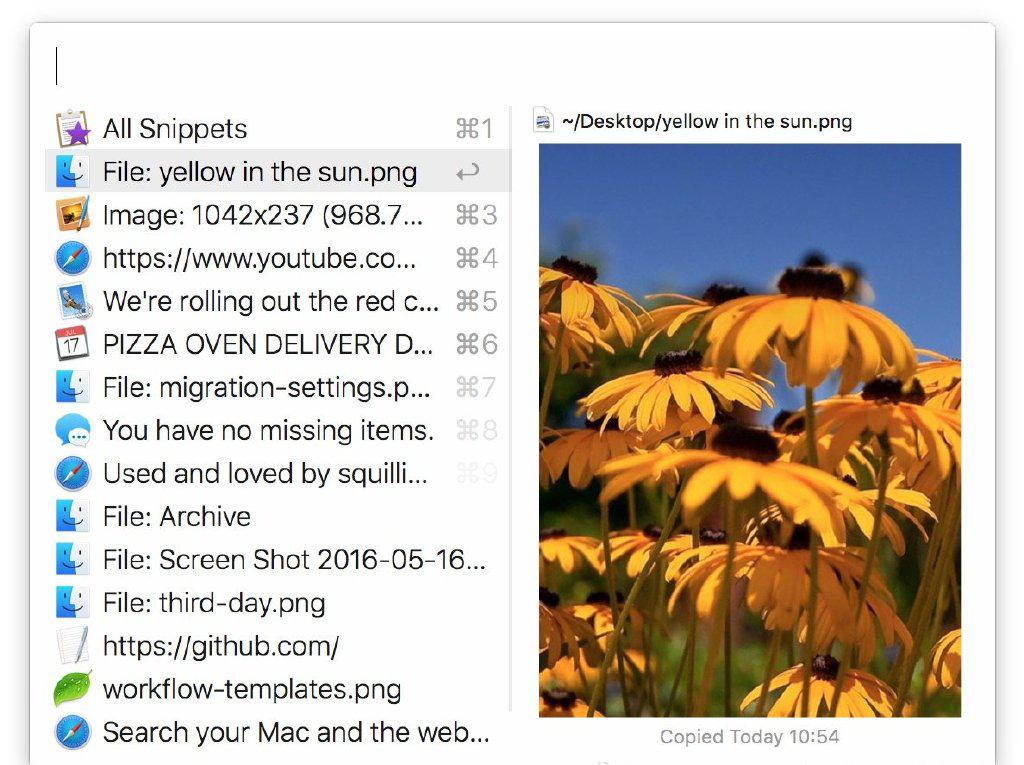 All Snippets ⌘1
File: yellow in the sun.png ↩
Image: 1042x237 (968.7... ⌘3
https://www.youtube.co... ⌘4
We're rolling out the red c... ⌘5
JUL
17
PIZZA OVEN DELIVERY D... ⌘6
File: migration-settings.p... ⌘7
You have no missing items. ⌘8
Used and loved by squilli... ⌘9
File: Archive
File: Screen Shot 2016-05-16...
File: third-day.png
https://github.com/
workflow-templates.png
Search your Mac and the web...
~/Desktop/yellow in the sun.png
Copied Today 10:54